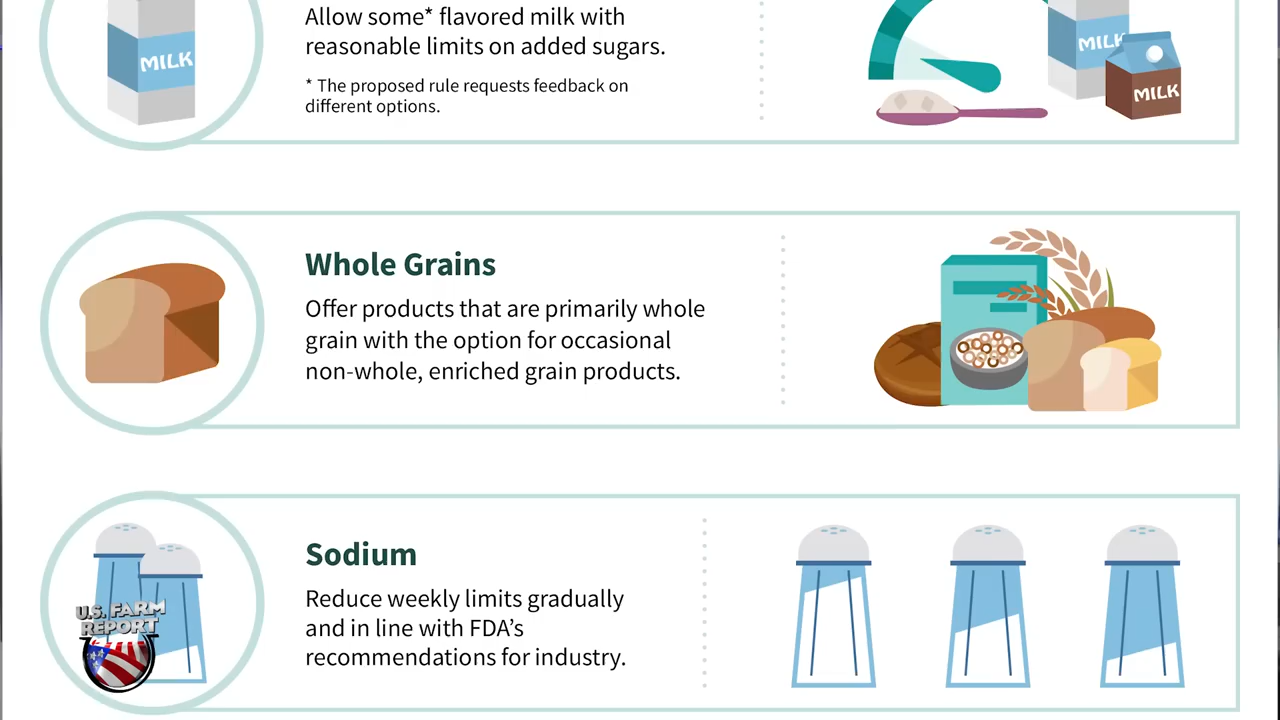 Allow some* flavored milk with
reasonable limits on added sugars.
* The proposed rule requests feedback on
different options.
MILK
MILK
MILK
Whole Grains
Offer products that are primarily whole
grain with the option for occasional
non-whole, enriched grain products.
Sodium
Reduce weekly limits gradually
and in line with FDA’s
recommendations for industry.
U.S. FARM
REPORT